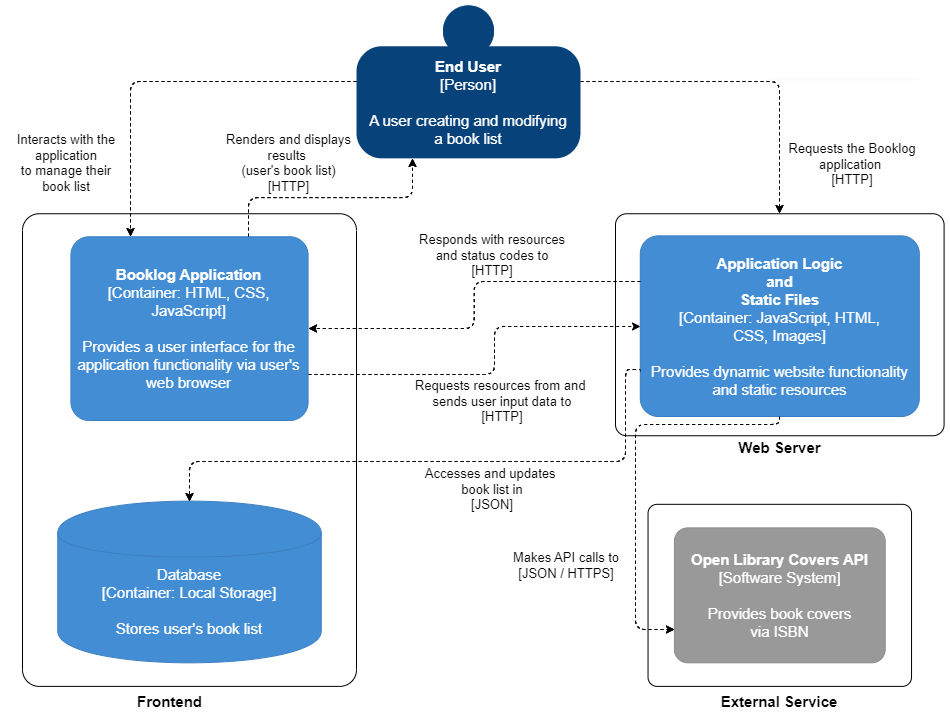 End User
[Person]
A user creating and modifying
a book list
Interacts with the
application
to manage their
book list
Renders and displays
results
(user's book list)
[HTTP]
Requests the Booklog
application
[HTTP]
Booklog Application
[Container: HTML, CSS,
JavaScript]
Provides a user interface for the
application functionality via user's
web browser
Responds with resources
and status codes to
[HTTP]
Requests resources from and
sends user input data to
[HTTP]
Application Logic
and
Static Files
[Container: JavaScript, HTML,
CSS, Images]
Provides dynamic website functionality
and static resources
Web Server
Accesses and updates
book list in
[JSON]
Database
[Container: Local Storage]
Stores user's book list
Frontend
Makes API calls to
[JSON / HTTPS]
Open Library Covers API
[Software System]
Provides book covers
via ISBN
External Service